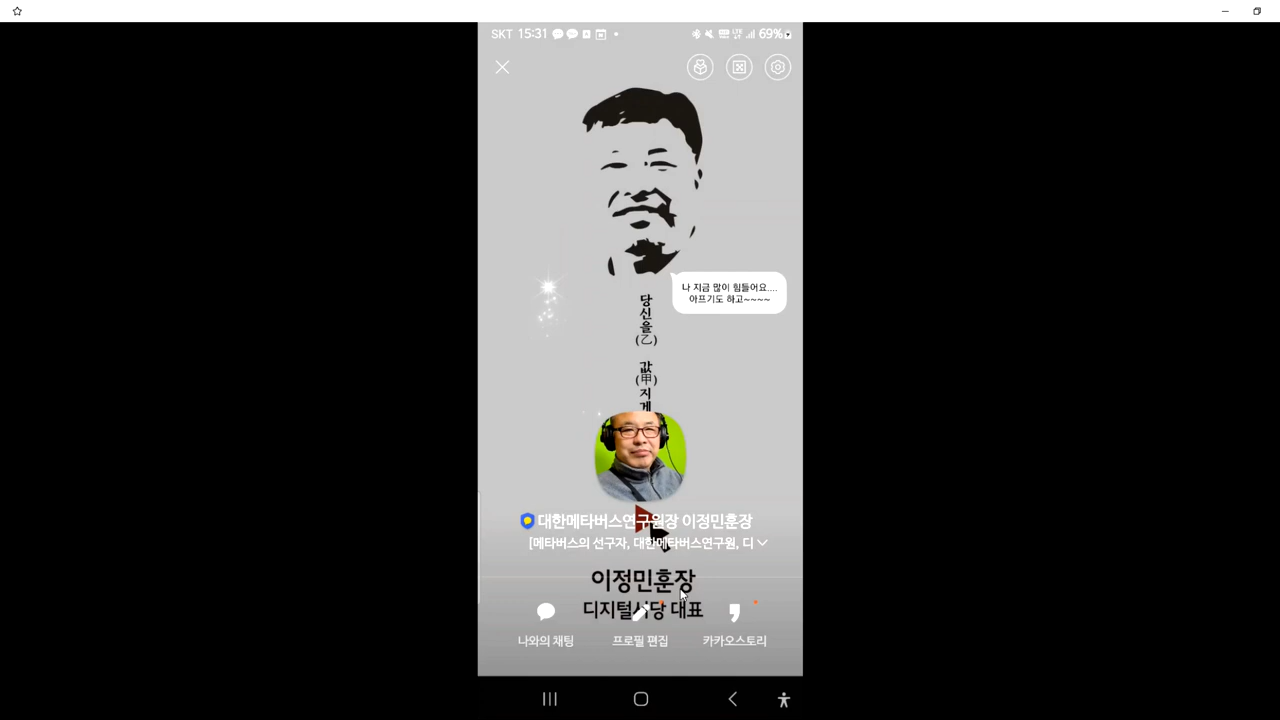 SKT 15:31
69%
나 지금 많이 힘들어요....
아프기도 하고~~~~
당신을
(乙)
값
(甲)
지게
대한메타버스연구원장 이정민훈장
[메타버스의 선구자, 대한메타버스연구원, 디
이정민훈장
디지털서당 대표
나와의 채팅
프로필 편집
카카오스토리